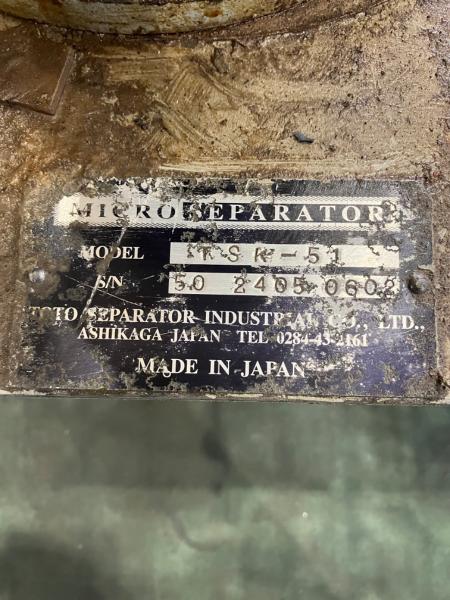 MICRO SEPARATOR
MODEL TSK-51
S/N 50 2405 0602
TOTO SEPARATOR INDUSTRIAL CO., LTD.,
ASHIKAGA JAPAN TEL 0284-43-2161
MADE IN JAPAN